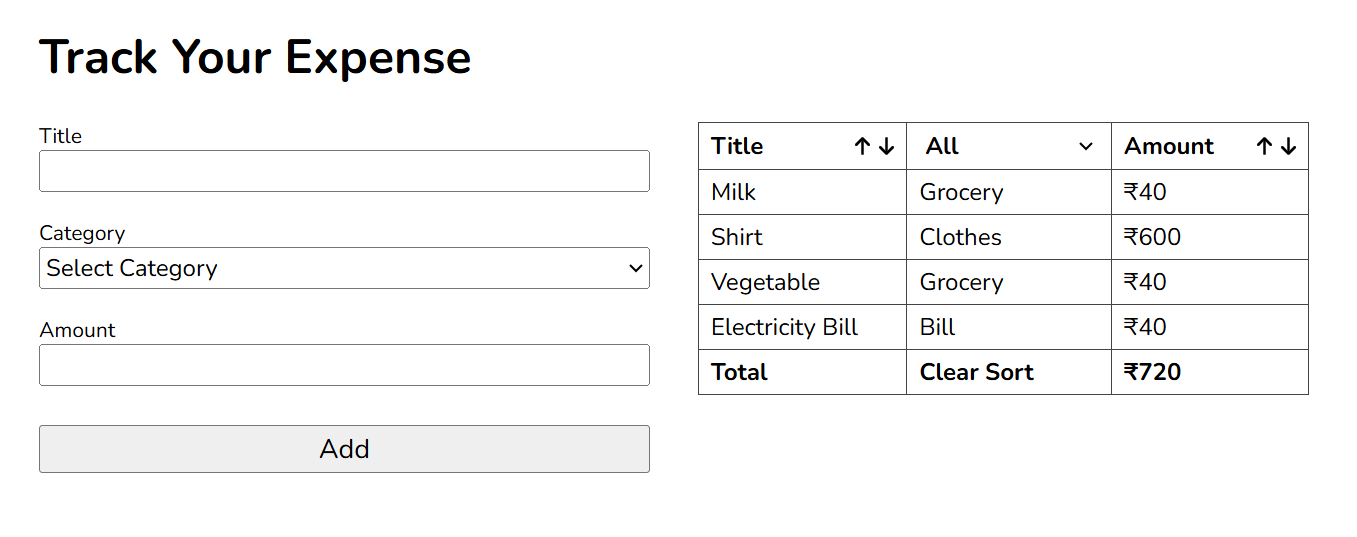 Track Your Expense
Title
Category
Select Category
Amount
Add
Title ↑ ↓ All Amount ↑ ↓
Milk Grocery ₹40
Shirt Clothes ₹600
Vegetable Grocery ₹40
Electricity Bill Bill ₹40
Total Clear Sort ₹720